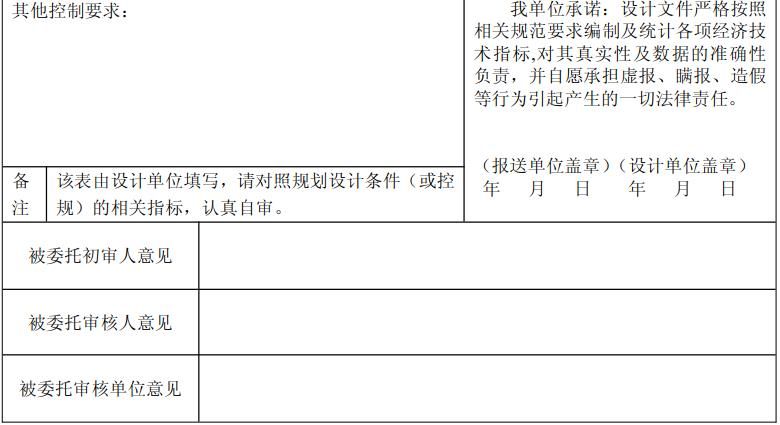 其他控制要求：
我单位承诺：设计文件严格按照
相关规范要求编制及统计各项经济技
术指标,对其真实性及数据的准确性
负责，并自愿承担虚报、瞒报、造假
等行为引起产生的一切法律责任。
（报送单位盖章）（设计单位盖章）
年 月 日 年 月 日
备
注
该表由设计单位填写，请对照规划设计条件（或控
规）的相关指标，认真自审。
被委托初审人意见
被委托审核人意见
被委托审核单位意见